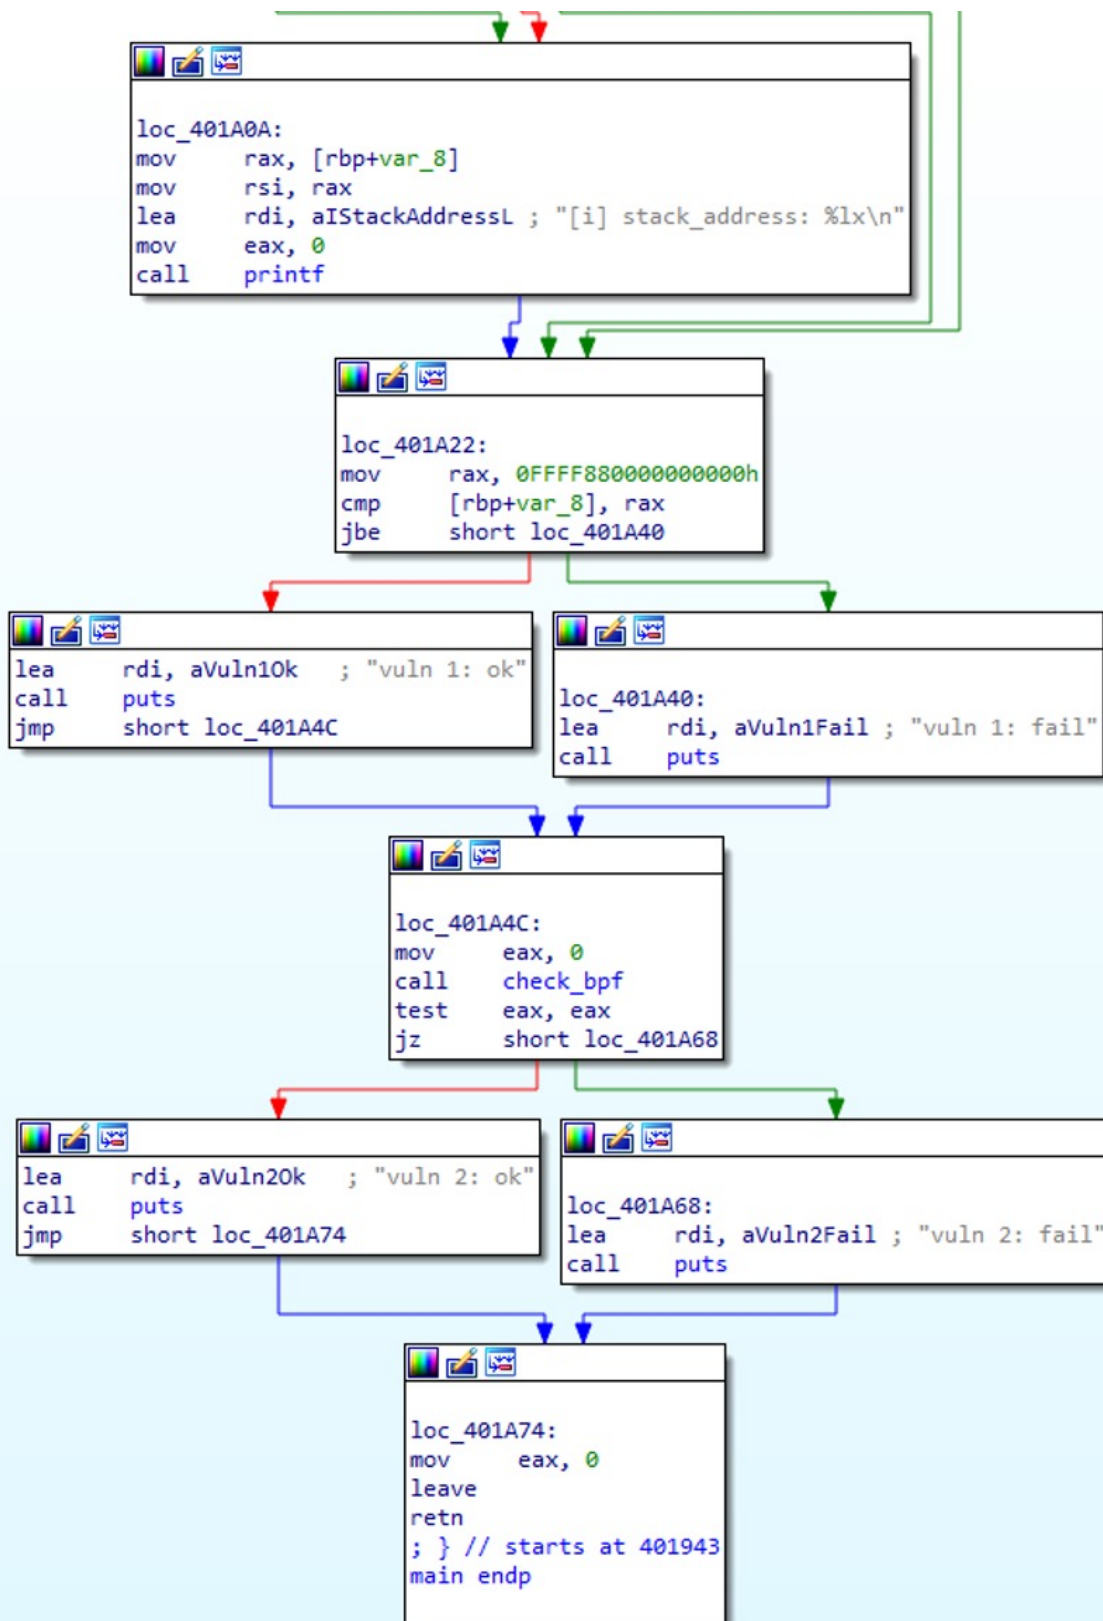 loc_401A0A:
mov rax, [rbp+var_8]
mov rsi, rax
lea rdi, aIStackAddressL ; "[i] stack_address: %lx\n"
mov eax, 0
call printf
loc_401A22:
mov rax, 0FFFF880000000000h
cmp [rbp+var_8], rax
jbe short loc_401A40
lea rdi, aVuln1Ok ; "vuln 1: ok"
call puts
jmp short loc_401A4C
loc_401A40:
lea rdi, aVuln1Fail ; "vuln 1: fail"
call puts
loc_401A4C:
mov eax, 0
call check_bpf
test eax, eax
jz short loc_401A68
lea rdi, aVuln2Ok ; "vuln 2: ok"
call puts
jmp short loc_401A74
loc_401A68:
lea rdi, aVuln2Fail ; "vuln 2: fail"
call puts
loc_401A74:
mov eax, 0
leave
retn
; } // starts at 401943
main endp